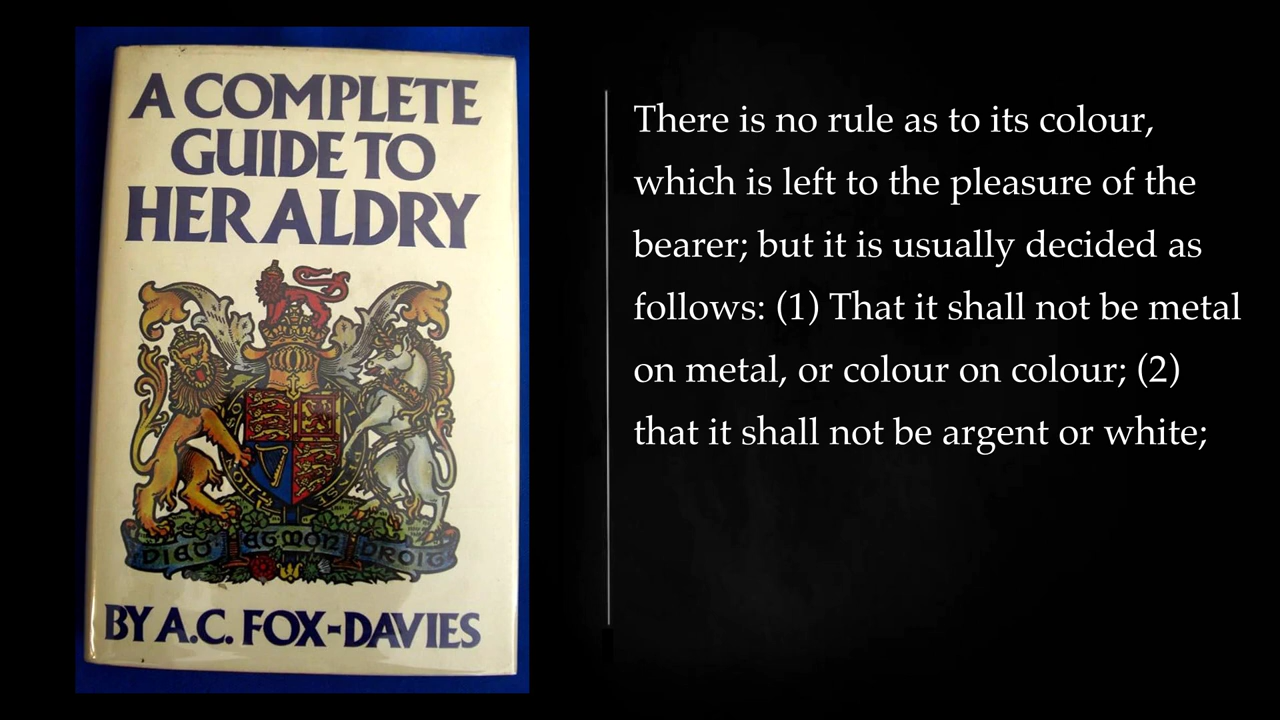 A COMPLETE
GUIDE TO
HERALDRY
DIEU ET MON DROIT
BY A.C. FOX-DAVIES
There is no rule as to its colour,
which is left to the pleasure of the
bearer; but it is usually decided as
follows: (1) That it shall not be metal
on metal, or colour on colour; (2)
that it shall not be argent or white;